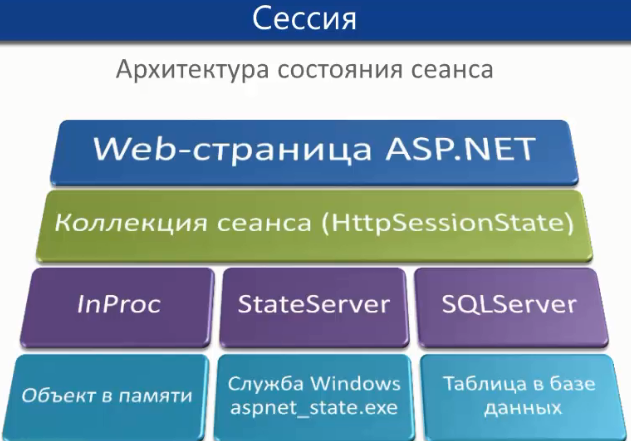 Сессия
Архитектура состояния сеанса
Web-страница ASP.NET
Коллекция сеанса (HttpSessionState)
InProc
StateServer
SQLServer
Объект в памяти
Служба Windows
aspnet_state.exe
Таблица в базе
данных